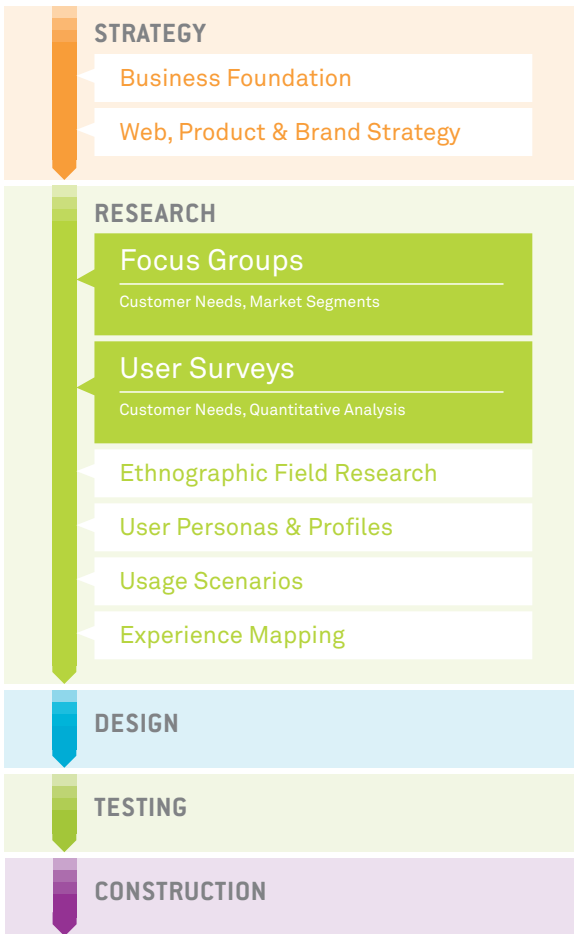 STRATEGY
Business Foundation
Web, Product & Brand Strategy
RESEARCH
Focus Groups
Customer Needs, Market Segments
User Surveys
Customer Needs, Quantitative Analysis
Ethnographic Field Research
User Personas & Profiles
Usage Scenarios
Experience Mapping
DESIGN
TESTING
CONSTRUCTION